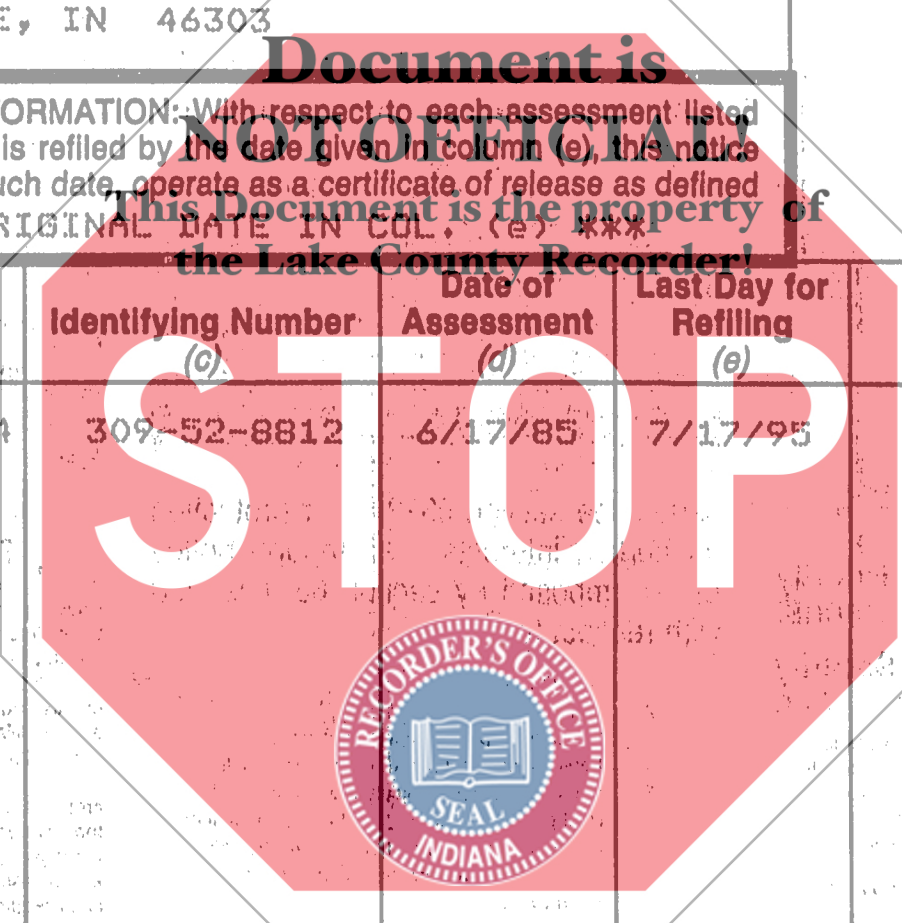 E, IN 46303
Document is
ORMATION: With respect to each assessment listed
NOT OFFICIAL!
is refiled by the date given in column (e), this notice
uch date, operate as a certificate of release as defined
This Document is the property of
RIGINAL DATE IN COL. (e) ***
the Lake County Recorder!
Identifying Number
(c)
Date of
Assessment
(d)
Last Day for
Refiling
(e)
309-52-8812 6/17/85 7/17/95
STOP
RECORDER'S OFFICE
SEAL
INDIANA